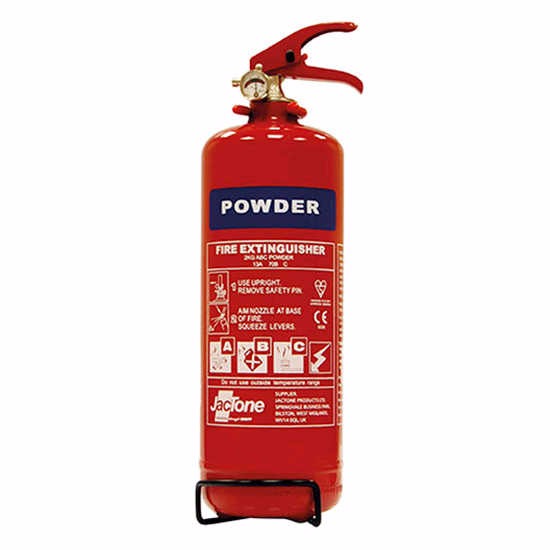 POWDER
FIRE EXTINGUISHER
2KG ABC POWDER
13A 70B C
USE UPRIGHT.
REMOVE SAFETY PIN.
AIM NOZZLE AT BASE
OF FIRE.
SQUEEZE LEVERS.
CE
A B C
Do not use outside temperature range
Jactone
SUPPLIER.
JACTONE PRODUCTS LTD.
SPRINGVALE BUSINESS PARK,
BILSTON, WEST MIDLANDS.
WV14 0QL UK